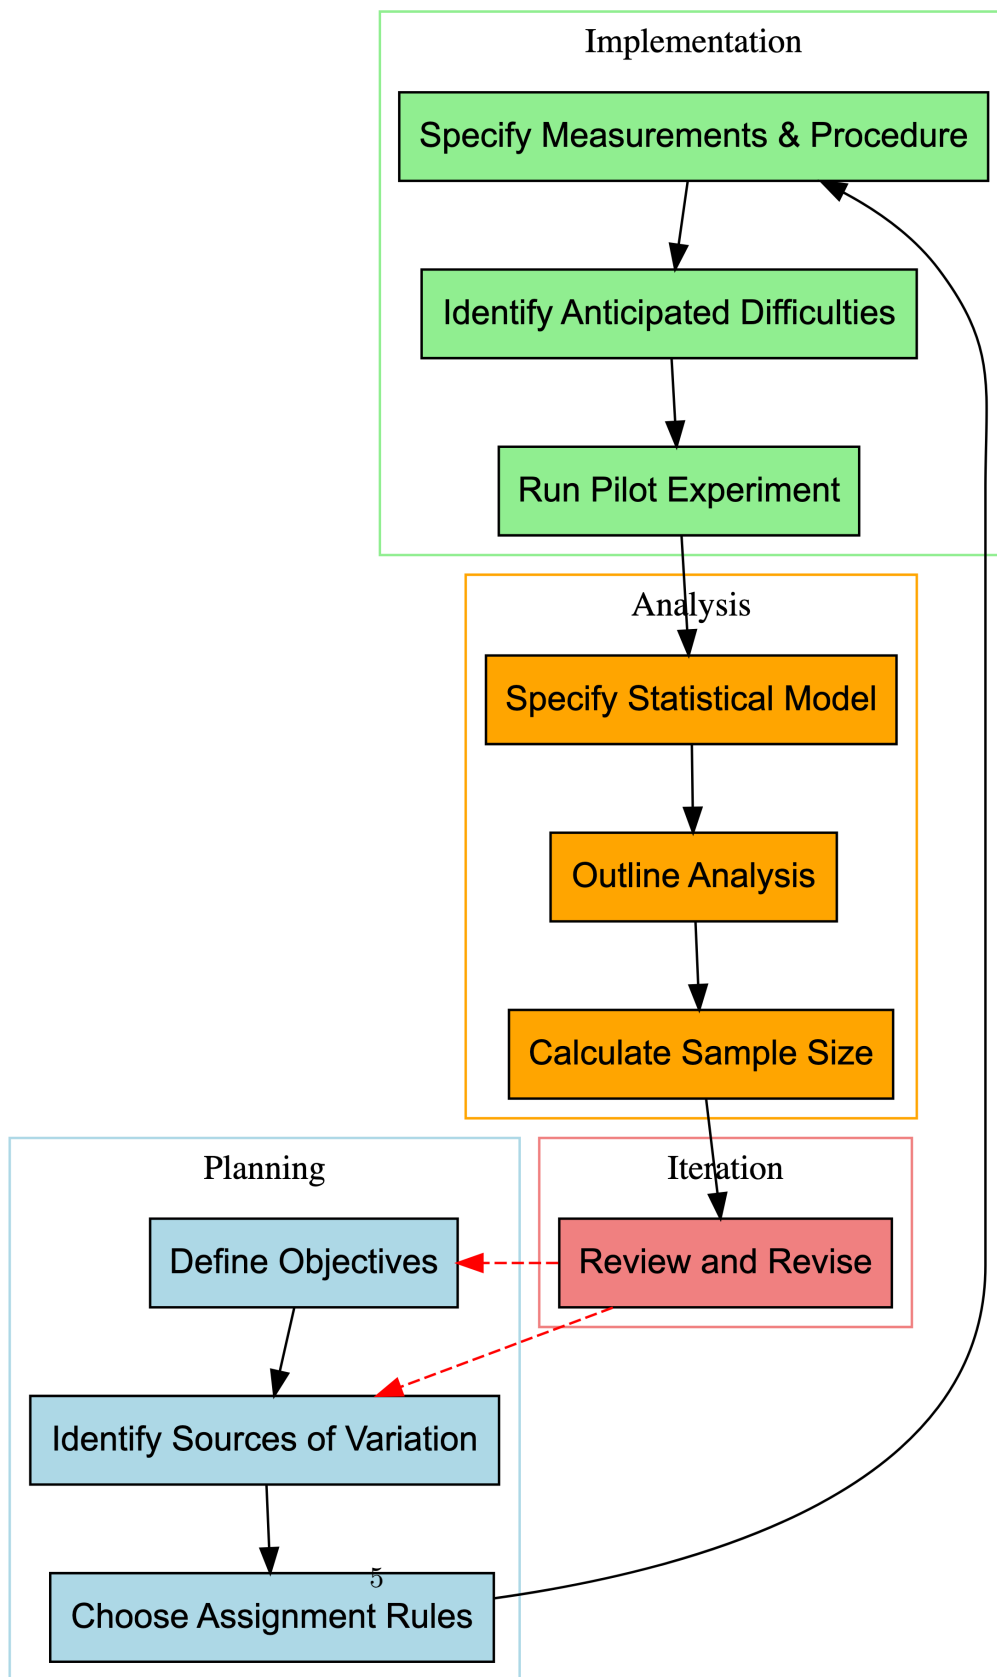 Implementation
Specify Measurements & Procedure
Identify Anticipated Difficulties
Run Pilot Experiment
Analysis
Specify Statistical Model
Outline Analysis
Calculate Sample Size
Planning
Iteration
Define Objectives
Review and Revise
Identify Sources of Variation
5
Choose Assignment Rules